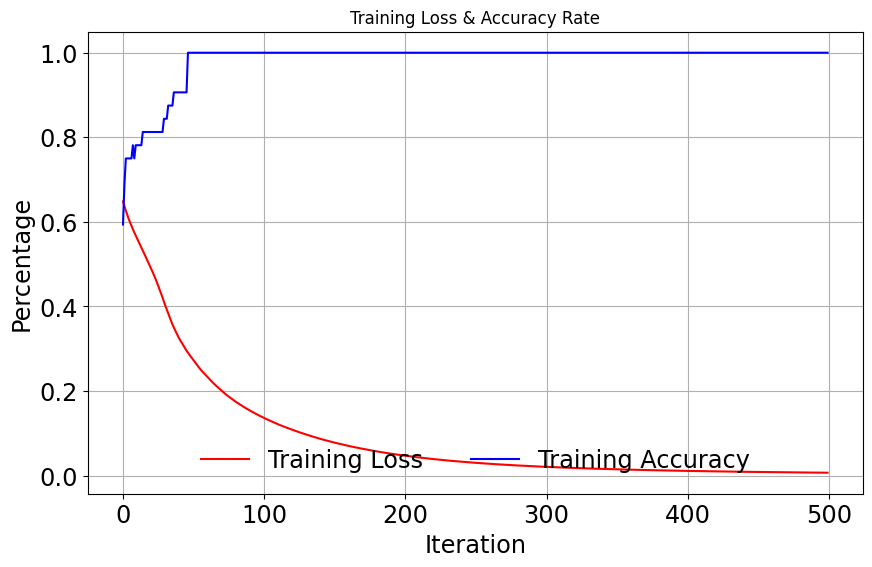 Training Loss & Accuracy Rate
1.0
0.8
0.6
0.4
0.2
0.0
Percentage
Training Loss Training Accuracy
0 100 200 300 400 500
Iteration